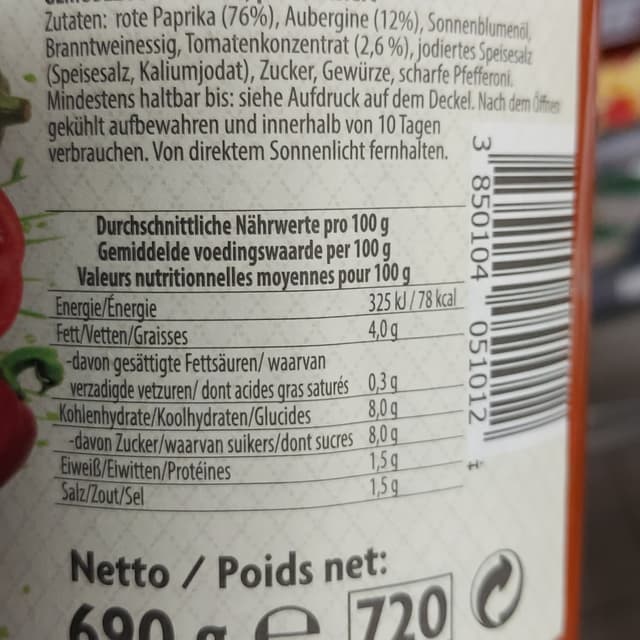 Zutaten: rote Paprika (76%), Aubergine (12%), Sonnenblumenöl,
Branntweinessig, Tomatenkonzentrat (2,6 %), jodiertes Speisesalz
(Speisesalz, Kaliumjodat), Zucker, Gewürze, scharfe Pfefferoni.
Mindestens haltbar bis: siehe Aufdruck auf dem Deckel. Nach dem Öffnen
gekühlt aufbewahren und innerhalb von 10 Tagen
verbrauchen. Von direktem Sonnenlicht fernhalten.
3 850104 051012
Durchschnittliche Nährwerte pro 100 g
Gemiddelde voedingswaarde per 100 g
Valeurs nutritionnelles moyennes pour 100 g
Energie/Énergie 325 kJ / 78 kcal
Fett/Vetten/Graisses 4,0 g
-davon gesättigte Fettsäuren/ waarvan
verzadigde vetzuren/ dont acides gras saturés 0,3 g
Kohlenhydrate/Koolhydraten/Glucides 8,0 g
-davon Zucker/waarvan suikers/dont sucres 8,0 g
Eiweiß/Eiwitten/Protéines 1,5 g
Salz/Zout/Sel 1,5 g
Netto / Poids net:
690 g e 720